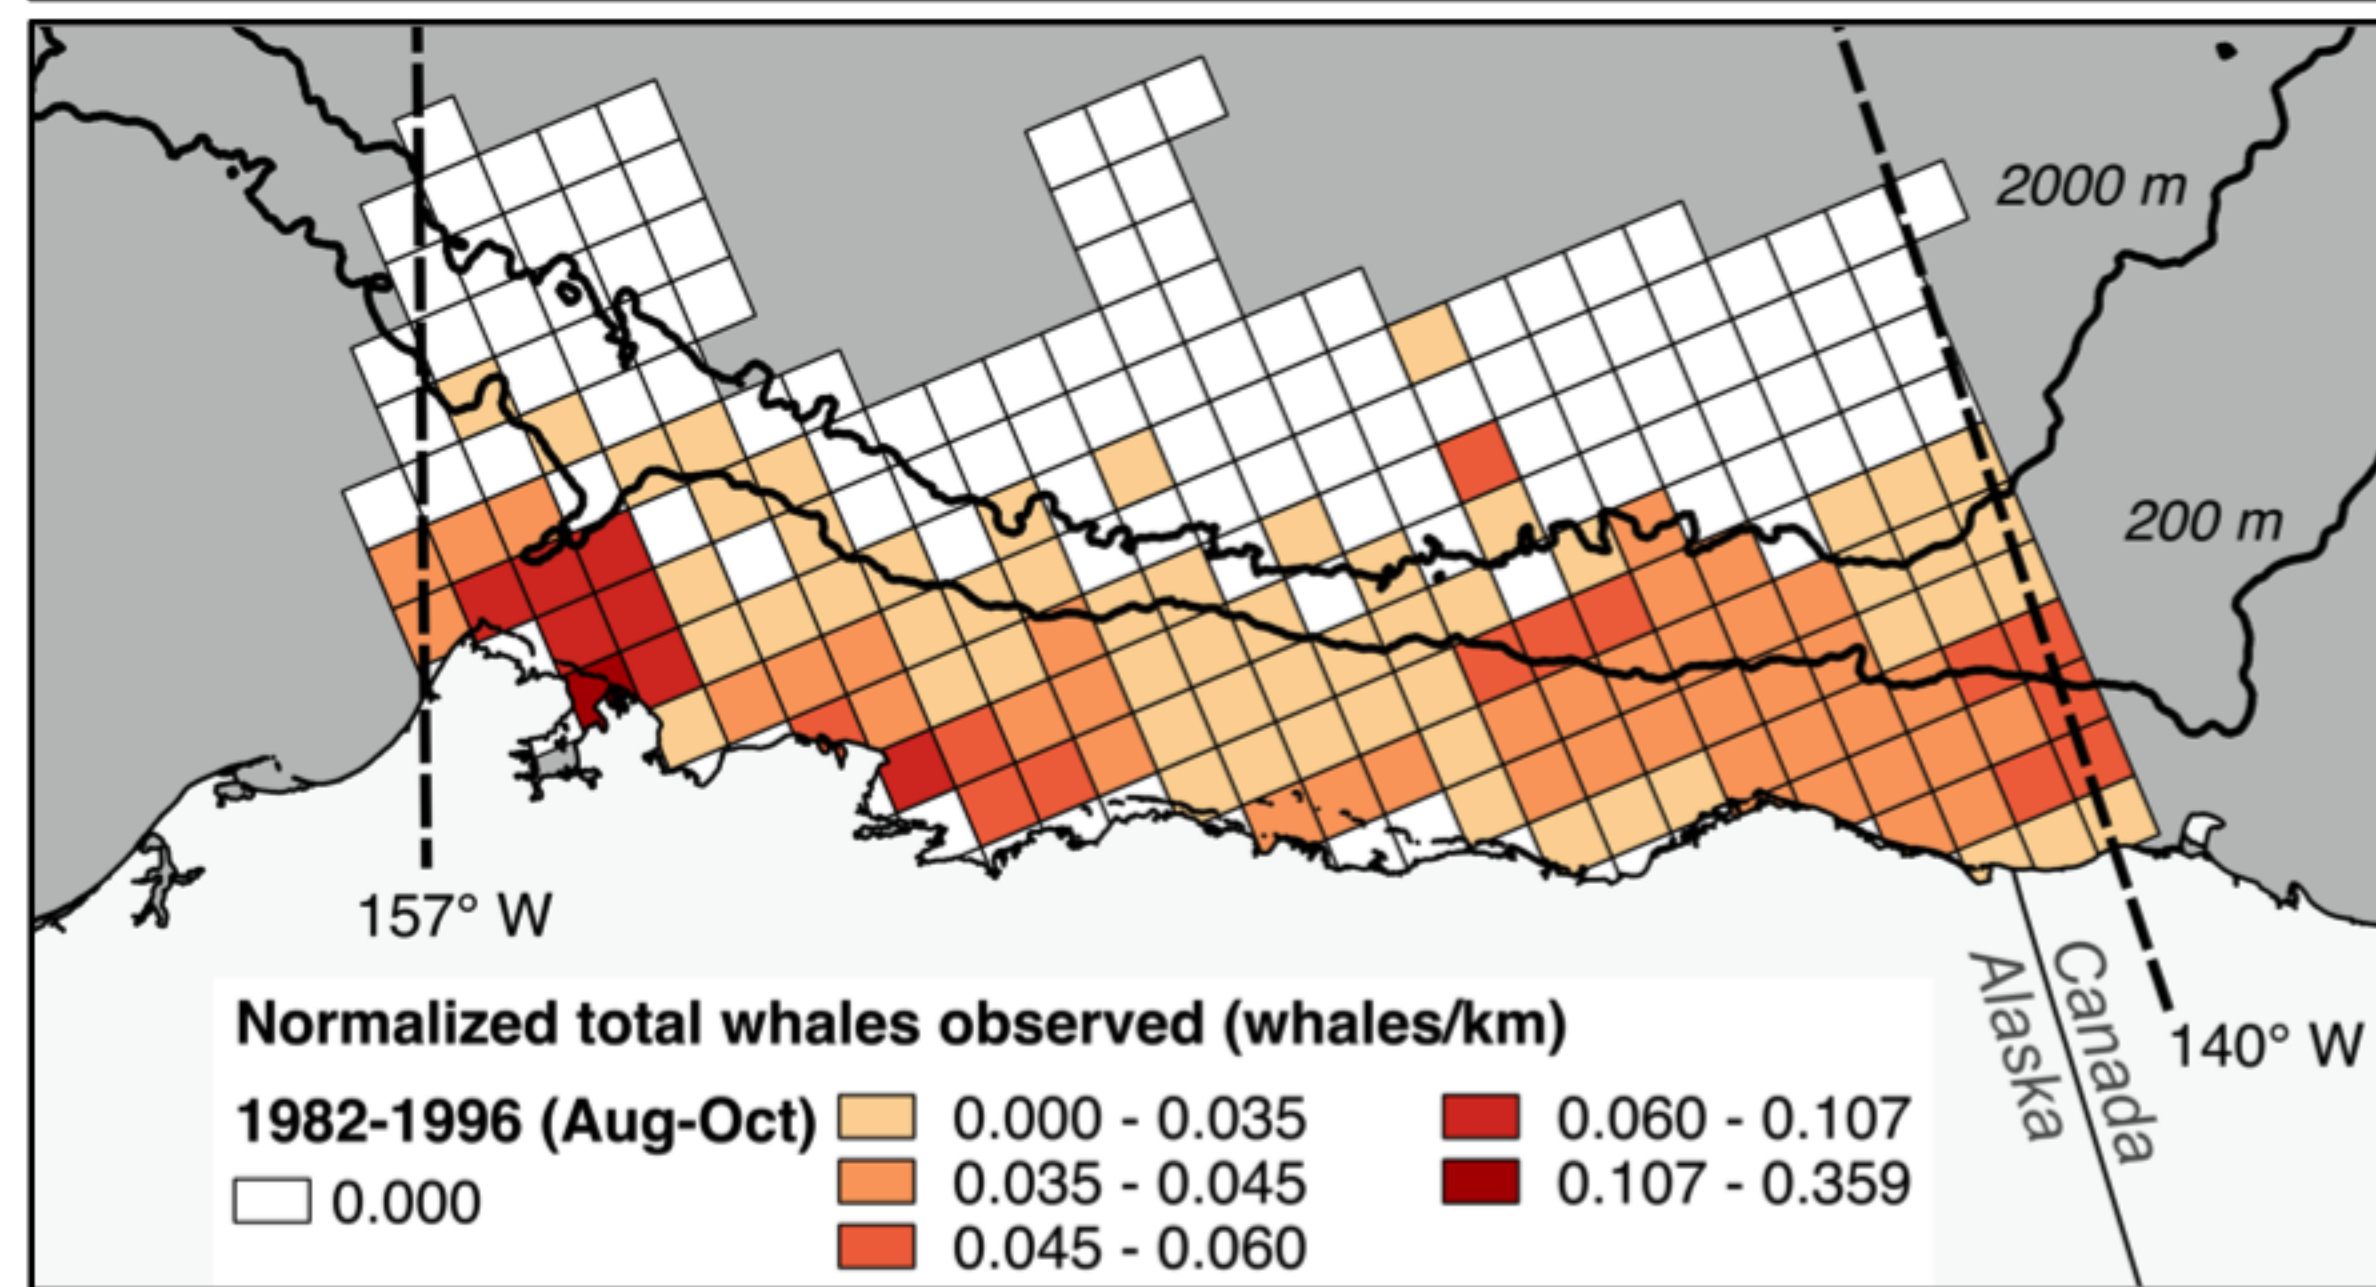 2000 m
200 m
157° W
Canada
Alaska
140° W
Normalized total whales observed (whales/km)
1982-1996 (Aug-Oct)
0.000
0.000 - 0.035
0.035 - 0.045
0.045 - 0.060
0.060 - 0.107
0.107 - 0.359